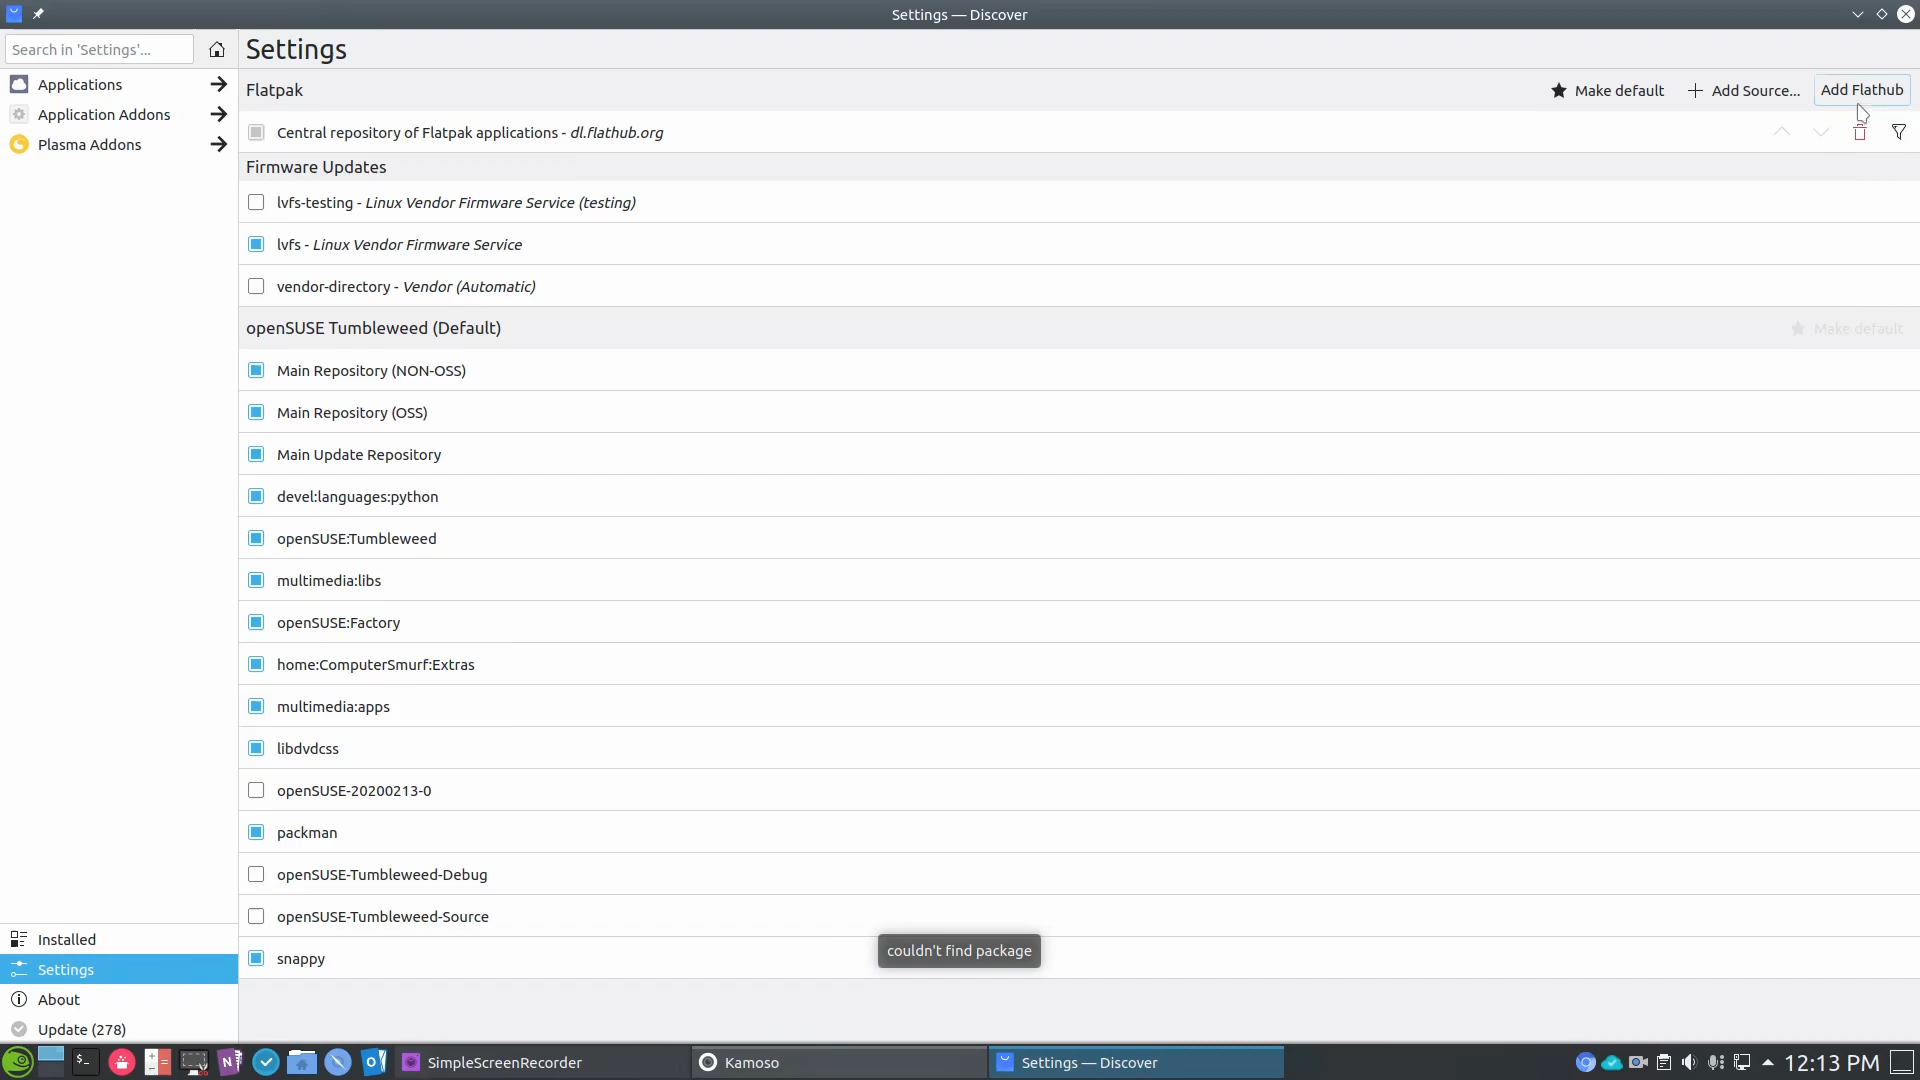 Settings — Discover
Search in 'Settings'...
Settings
Applications
Application Addons
Plasma Addons
Flatpak
Make default
Add Source...
Add Flathub
Central repository of Flatpak applications - dl.flathub.org
Firmware Updates
lvfs-testing - Linux Vendor Firmware Service (testing)
lvfs - Linux Vendor Firmware Service
vendor-directory - Vendor (Automatic)
openSUSE Tumbleweed (Default)
Make default
Main Repository (NON-OSS)
Main Repository (OSS)
Main Update Repository
devel:languages:python
openSUSE:Tumbleweed
multimedia:libs
openSUSE:Factory
home:ComputerSmurf:Extras
multimedia:apps
libdvdcss
openSUSE-20200213-0
packman
openSUSE-Tumbleweed-Debug
openSUSE-Tumbleweed-Source
snappy
couldn't find package
Installed
Settings
About
Update (278)
SimpleScreenRecorder
Kamoso
Settings — Discover
12:13 PM